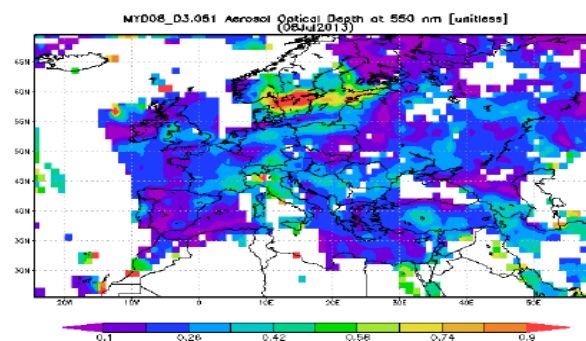 MYD08_D3.051 Aerosol Optical Depth at 550 nm [unitless]
(08Jul2013)
65N
60N
55N
50N
45N
40N
35N
30N
20W
10W
0
10E
20E
30E
40E
50E
0.1 0.26 0.42 0.58 0.74 0.9